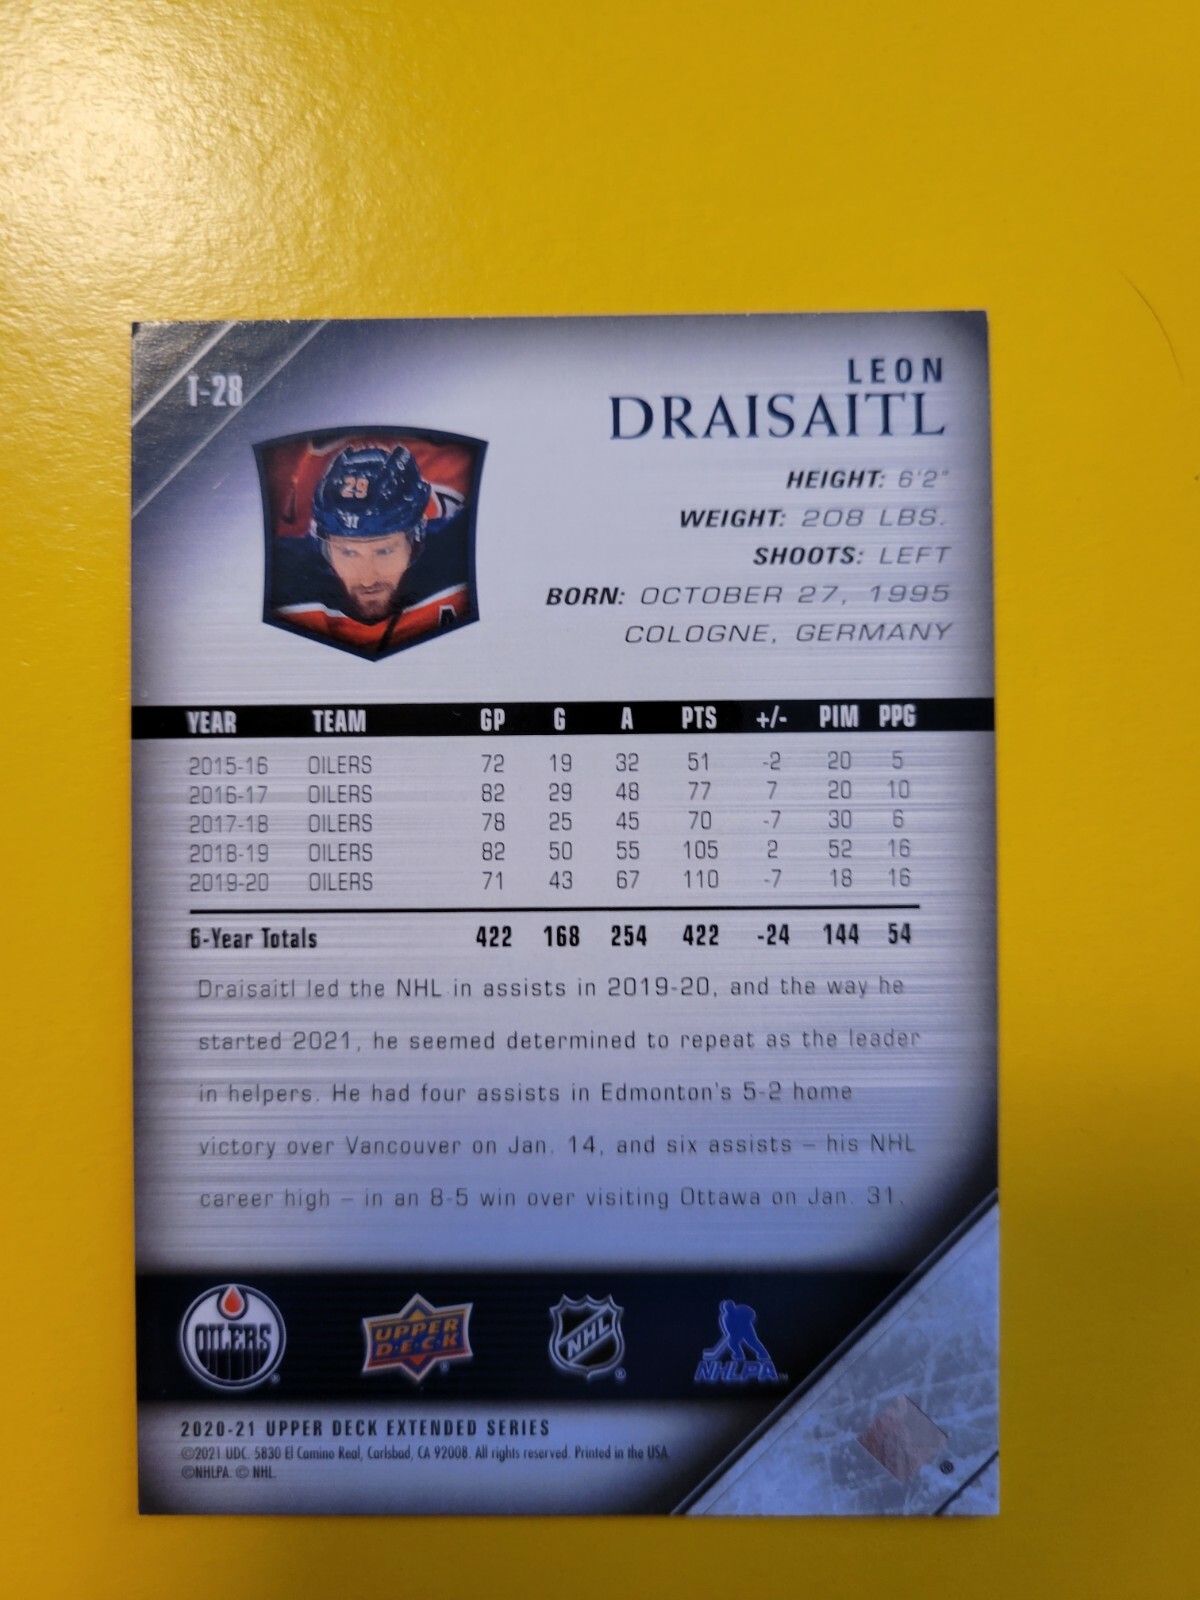 T-28
LEON
DRAISAITL
29
HEIGHT: 6'2"
WEIGHT: 208 LBS.
SHOOTS: LEFT
BORN: OCTOBER 27, 1995
COLOGNE, GERMANY
YEAR TEAM GP G A PTS +/- PIM PPG
2015-16 OILERS 72 19 32 51 -2 20 5
2016-17 OILERS 82 29 48 77 7 20 10
2017-18 OILERS 78 25 45 70 -7 30 6
2018-19 OILERS 82 50 55 105 2 52 16
2019-20 OILERS 71 43 67 110 -7 18 16
6-Year Totals 422 168 254 422 -24 144 54
Draisaitl led the NHL in assists in 2019-20, and the way he
started 2021, he seemed determined to repeat as the leader
in helpers. He had four assists in Edmonton's 5-2 home
victory over Vancouver on Jan. 14, and six assists – his NHL
career high – in an 8-5 win over visiting Ottawa on Jan. 31.
OILERS UPPER DECK NHL NHLPA
2020-21 UPPER DECK EXTENDED SERIES
©2021 UDC. 5830 El Camino Real, Carlsbad, CA 92008. All rights reserved. Printed in the USA.
©NHLPA. © NHL.